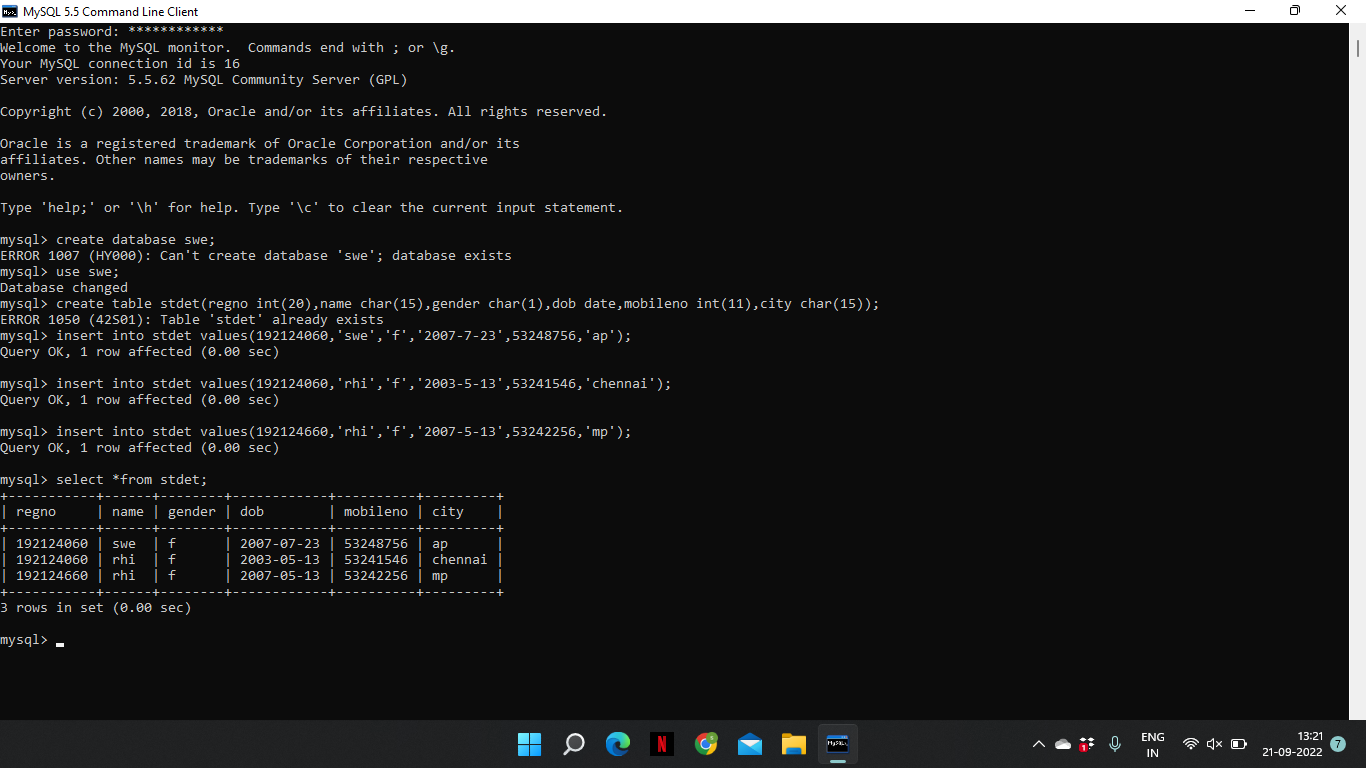 MySQL 5.5 Command Line Client
Enter password: ************
Welcome to the MySQL monitor.  Commands end with ; or \g.
Your MySQL connection id is 16
Server version: 5.5.62 MySQL Community Server (GPL)
Copyright (c) 2000, 2018, Oracle and/or its affiliates. All rights reserved.
Oracle is a registered trademark of Oracle Corporation and/or its
affiliates. Other names may be trademarks of their respective
owners.
Type 'help;' or '\h' for help. Type '\c' to clear the current input statement.
mysql> create database swe;
ERROR 1007 (HY000): Can't create database 'swe'; database exists
mysql> use swe;
Database changed
mysql> create table stdet(regno int(20),name char(15),gender char(1),dob date,mobileno int(11),city char(15));
ERROR 1050 (42S01): Table 'stdet' already exists
mysql> insert into stdet values(192124060,'swe','f','2007-7-23',53248756,'ap');
Query OK, 1 row affected (0.00 sec)
mysql> insert into stdet values(192124060,'rhi','f','2003-5-13',53241546,'chennai');
Query OK, 1 row affected (0.00 sec)
mysql> insert into stdet values(192124660,'rhi','f','2007-5-13',53242256,'mp');
Query OK, 1 row affected (0.00 sec)
mysql> select *from stdet;
+-----------+------+--------+------------+----------+---------+
| regno     | name | gender | dob        | mobileno | city    |
+-----------+------+--------+------------+----------+---------+
| 192124060 | swe  | f      | 2007-07-23 | 53248756 | ap      |
| 192124060 | rhi  | f      | 2003-05-13 | 53241546 | chennai |
| 192124660 | rhi  | f      | 2007-05-13 | 53242256 | mp      |
+-----------+------+--------+------------+----------+---------+
3 rows in set (0.00 sec)
mysql>
ENG
IN
13:21
21-09-2022
7
1
N